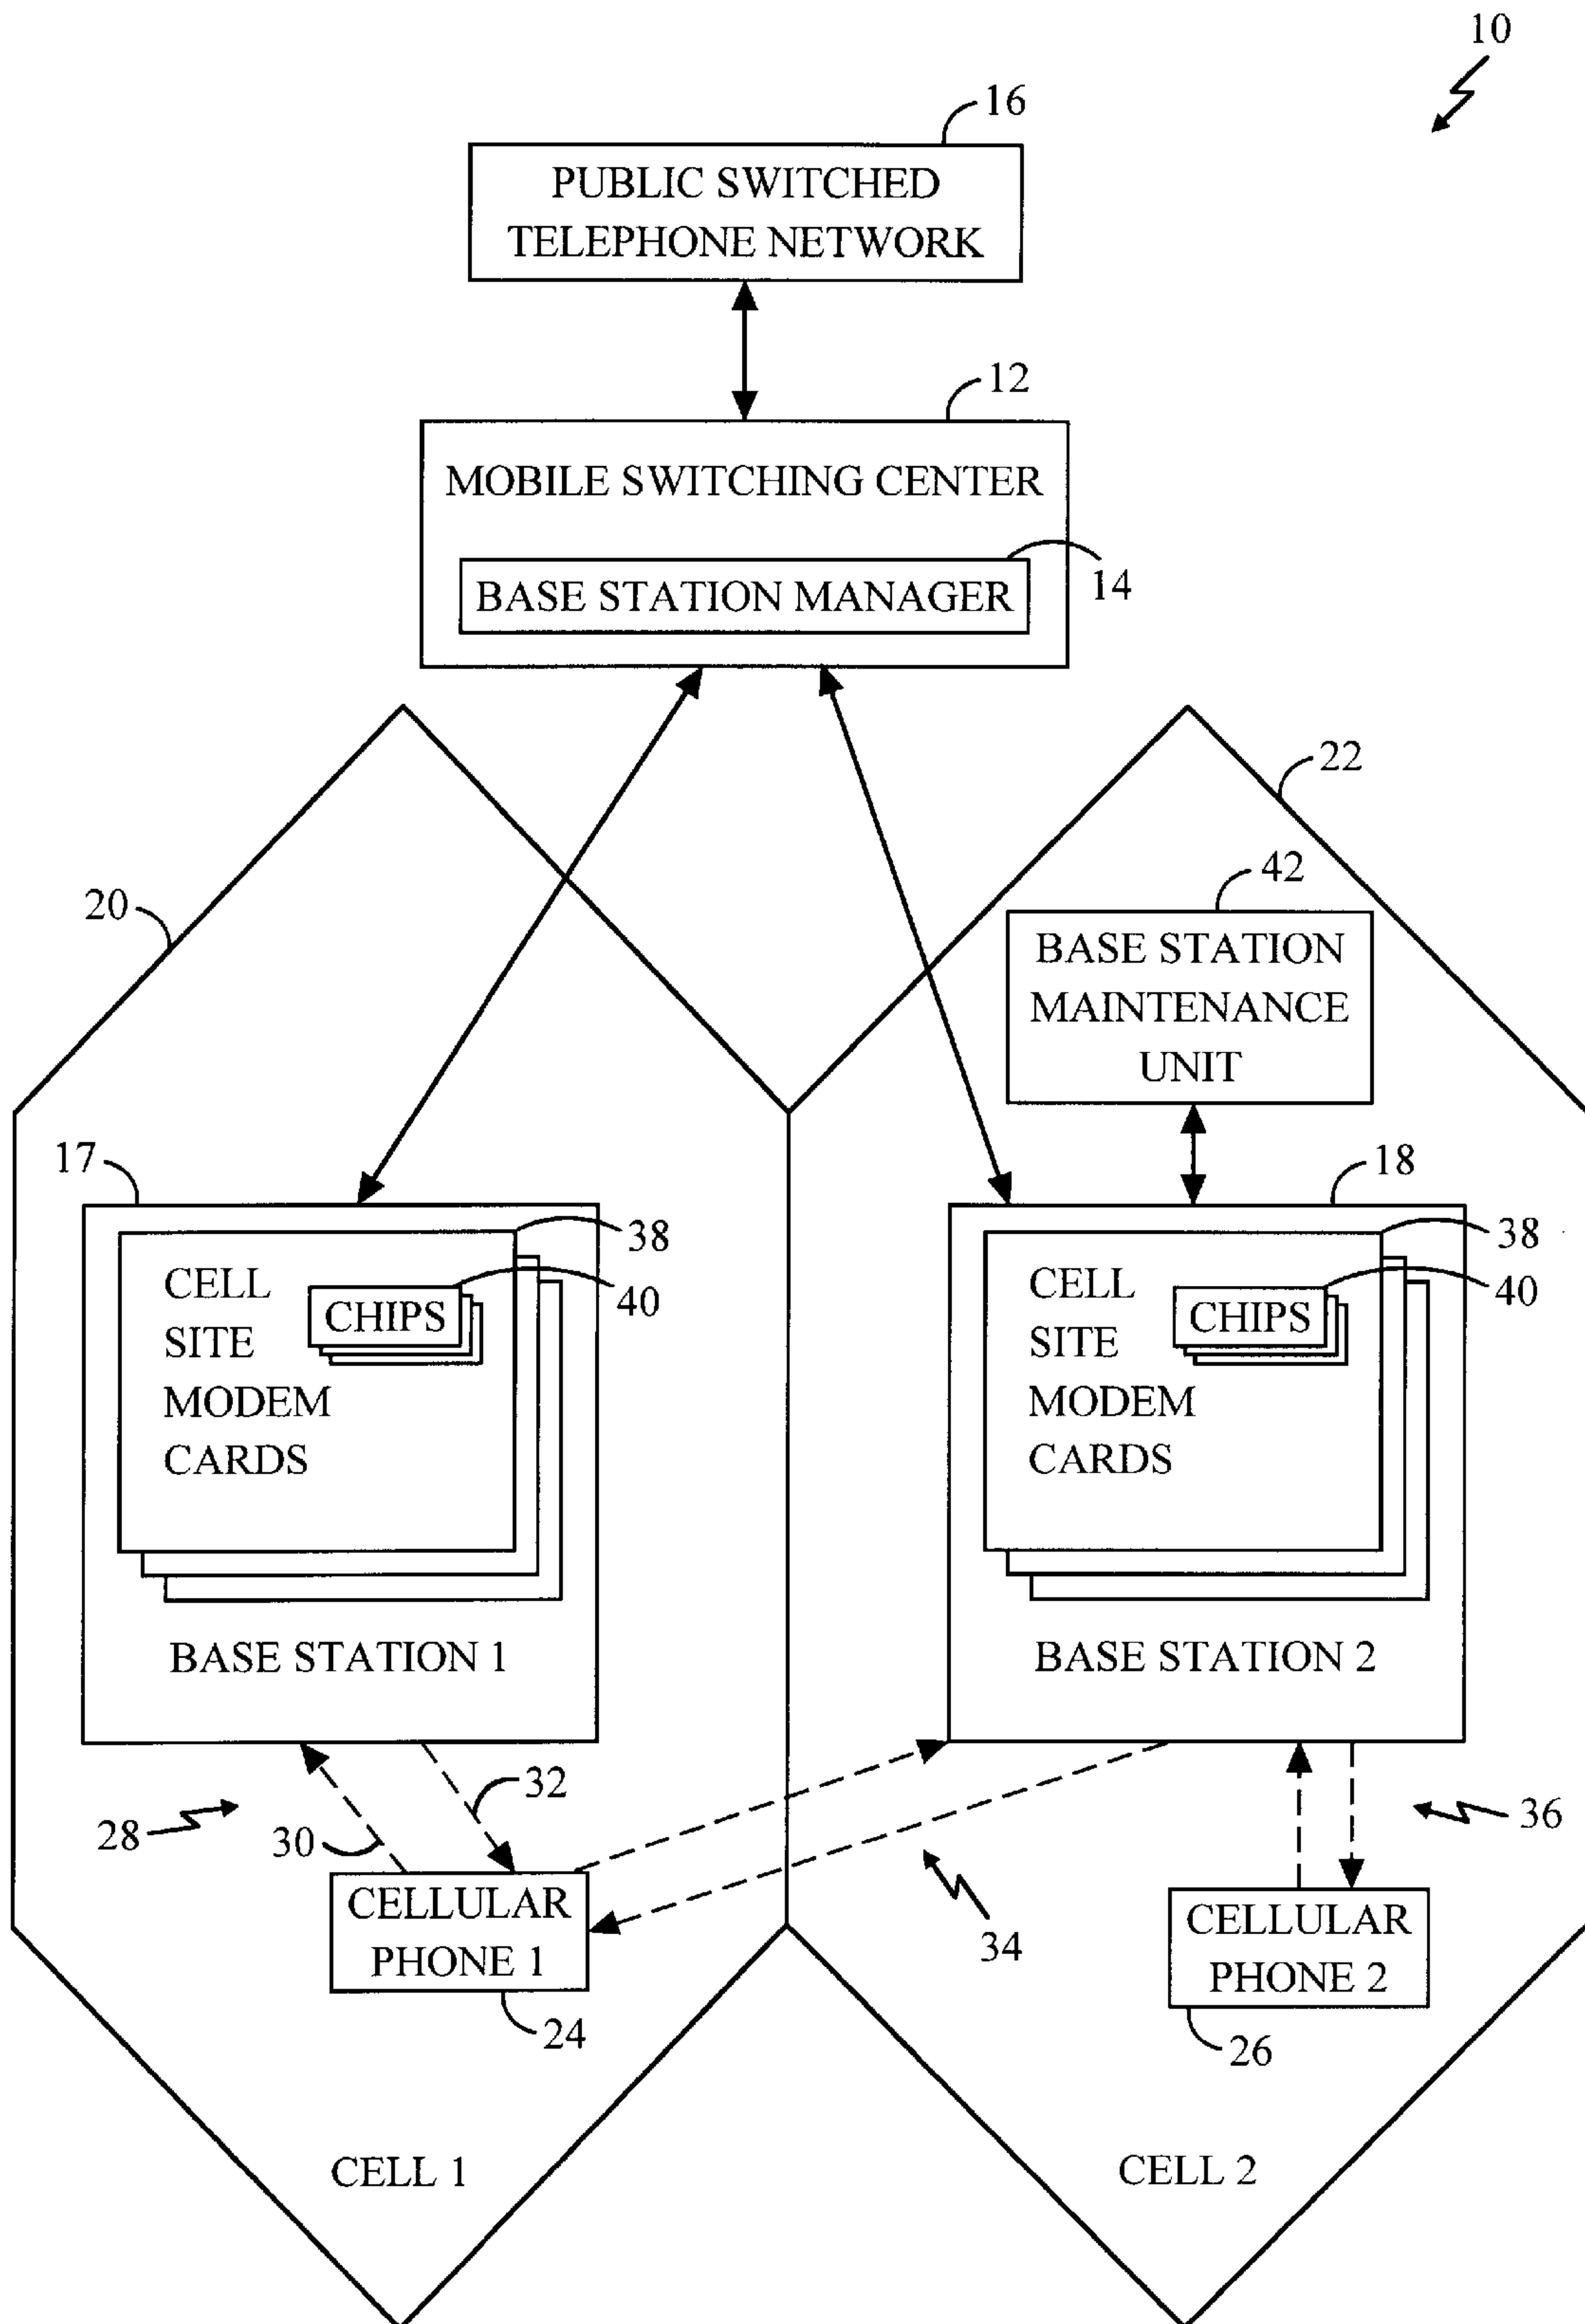 10
16
PUBLIC SWITCHED
TELEPHONE NETWORK
12
MOBILE SWITCHING CENTER
BASE STATION MANAGER
14
22
20
42
BASE STATION
MAINTENANCE
UNIT
17
18
38
CELL
SITE
MODEM
CARDS
CHIPS
40
BASE STATION 1
38
CELL
SITE
MODEM
CARDS
CHIPS
40
BASE STATION 2
28
30
32
34
36
CELLULAR
PHONE 1
24
CELLULAR
PHONE 2
26
CELL 1
CELL 2